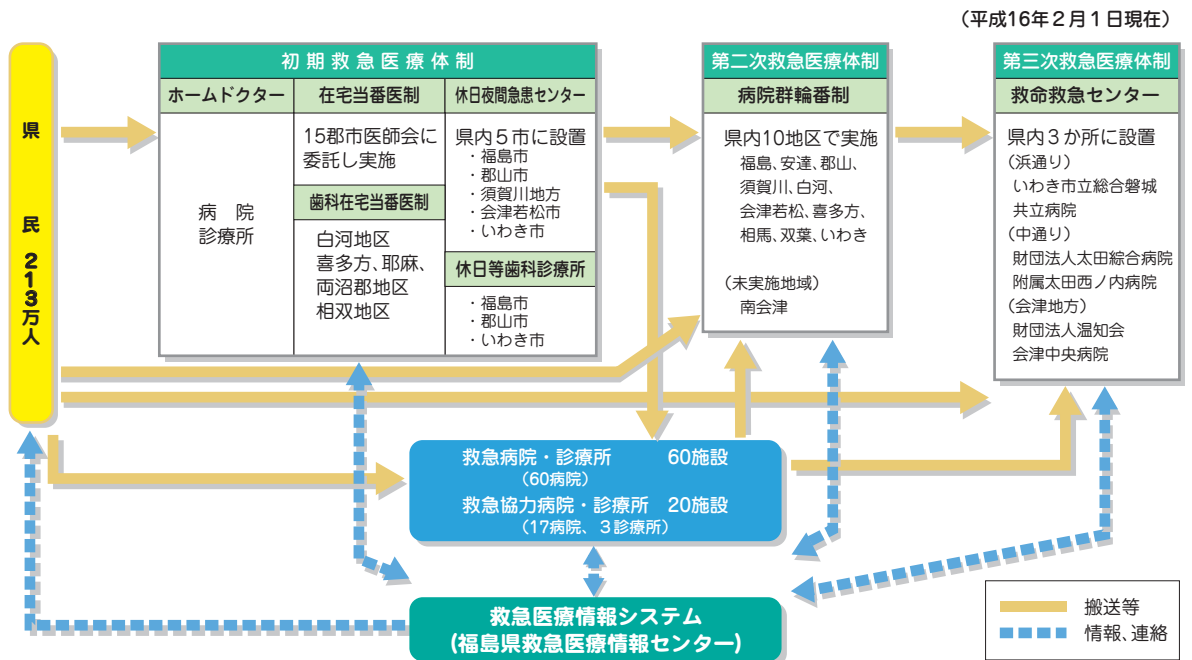 （平成16年２月１日現在）
県民213万人
初期救急医療体制
ホームドクター
病院
診療所
在宅当番医制
15郡市医師会に
委託し実施
歯科在宅当番医制
白河地区
喜多方、耶麻、
両沼郡地区
相双地区
休日夜間急患センター
県内５市に設置
・福島市
・郡山市
・須賀川地方
・会津若松市
・いわき市
休日等歯科診療所
・福島市
・郡山市
・いわき市
第二次救急医療体制
病院群輪番制
県内10地区で実施
福島、安達、郡山、
須賀川、白河、
会津若松、喜多方、
相馬、双葉、いわき
（未実施地域）
南会津
第三次救急医療体制
救命救急センター
県内３か所に設置
（浜通り）
いわき市立総合磐城
共立病院
（中通り）
財団法人太田綜合病院
附属太田西ノ内病院
（会津地方）
財団法人温知会
会津中央病院
救急病院・診療所　60施設
（60病院）
救急協力病院・診療所　20施設
（17病院、３診療所）
救急医療情報システム
(福島県救急医療情報センター)
搬送等
情報、連絡